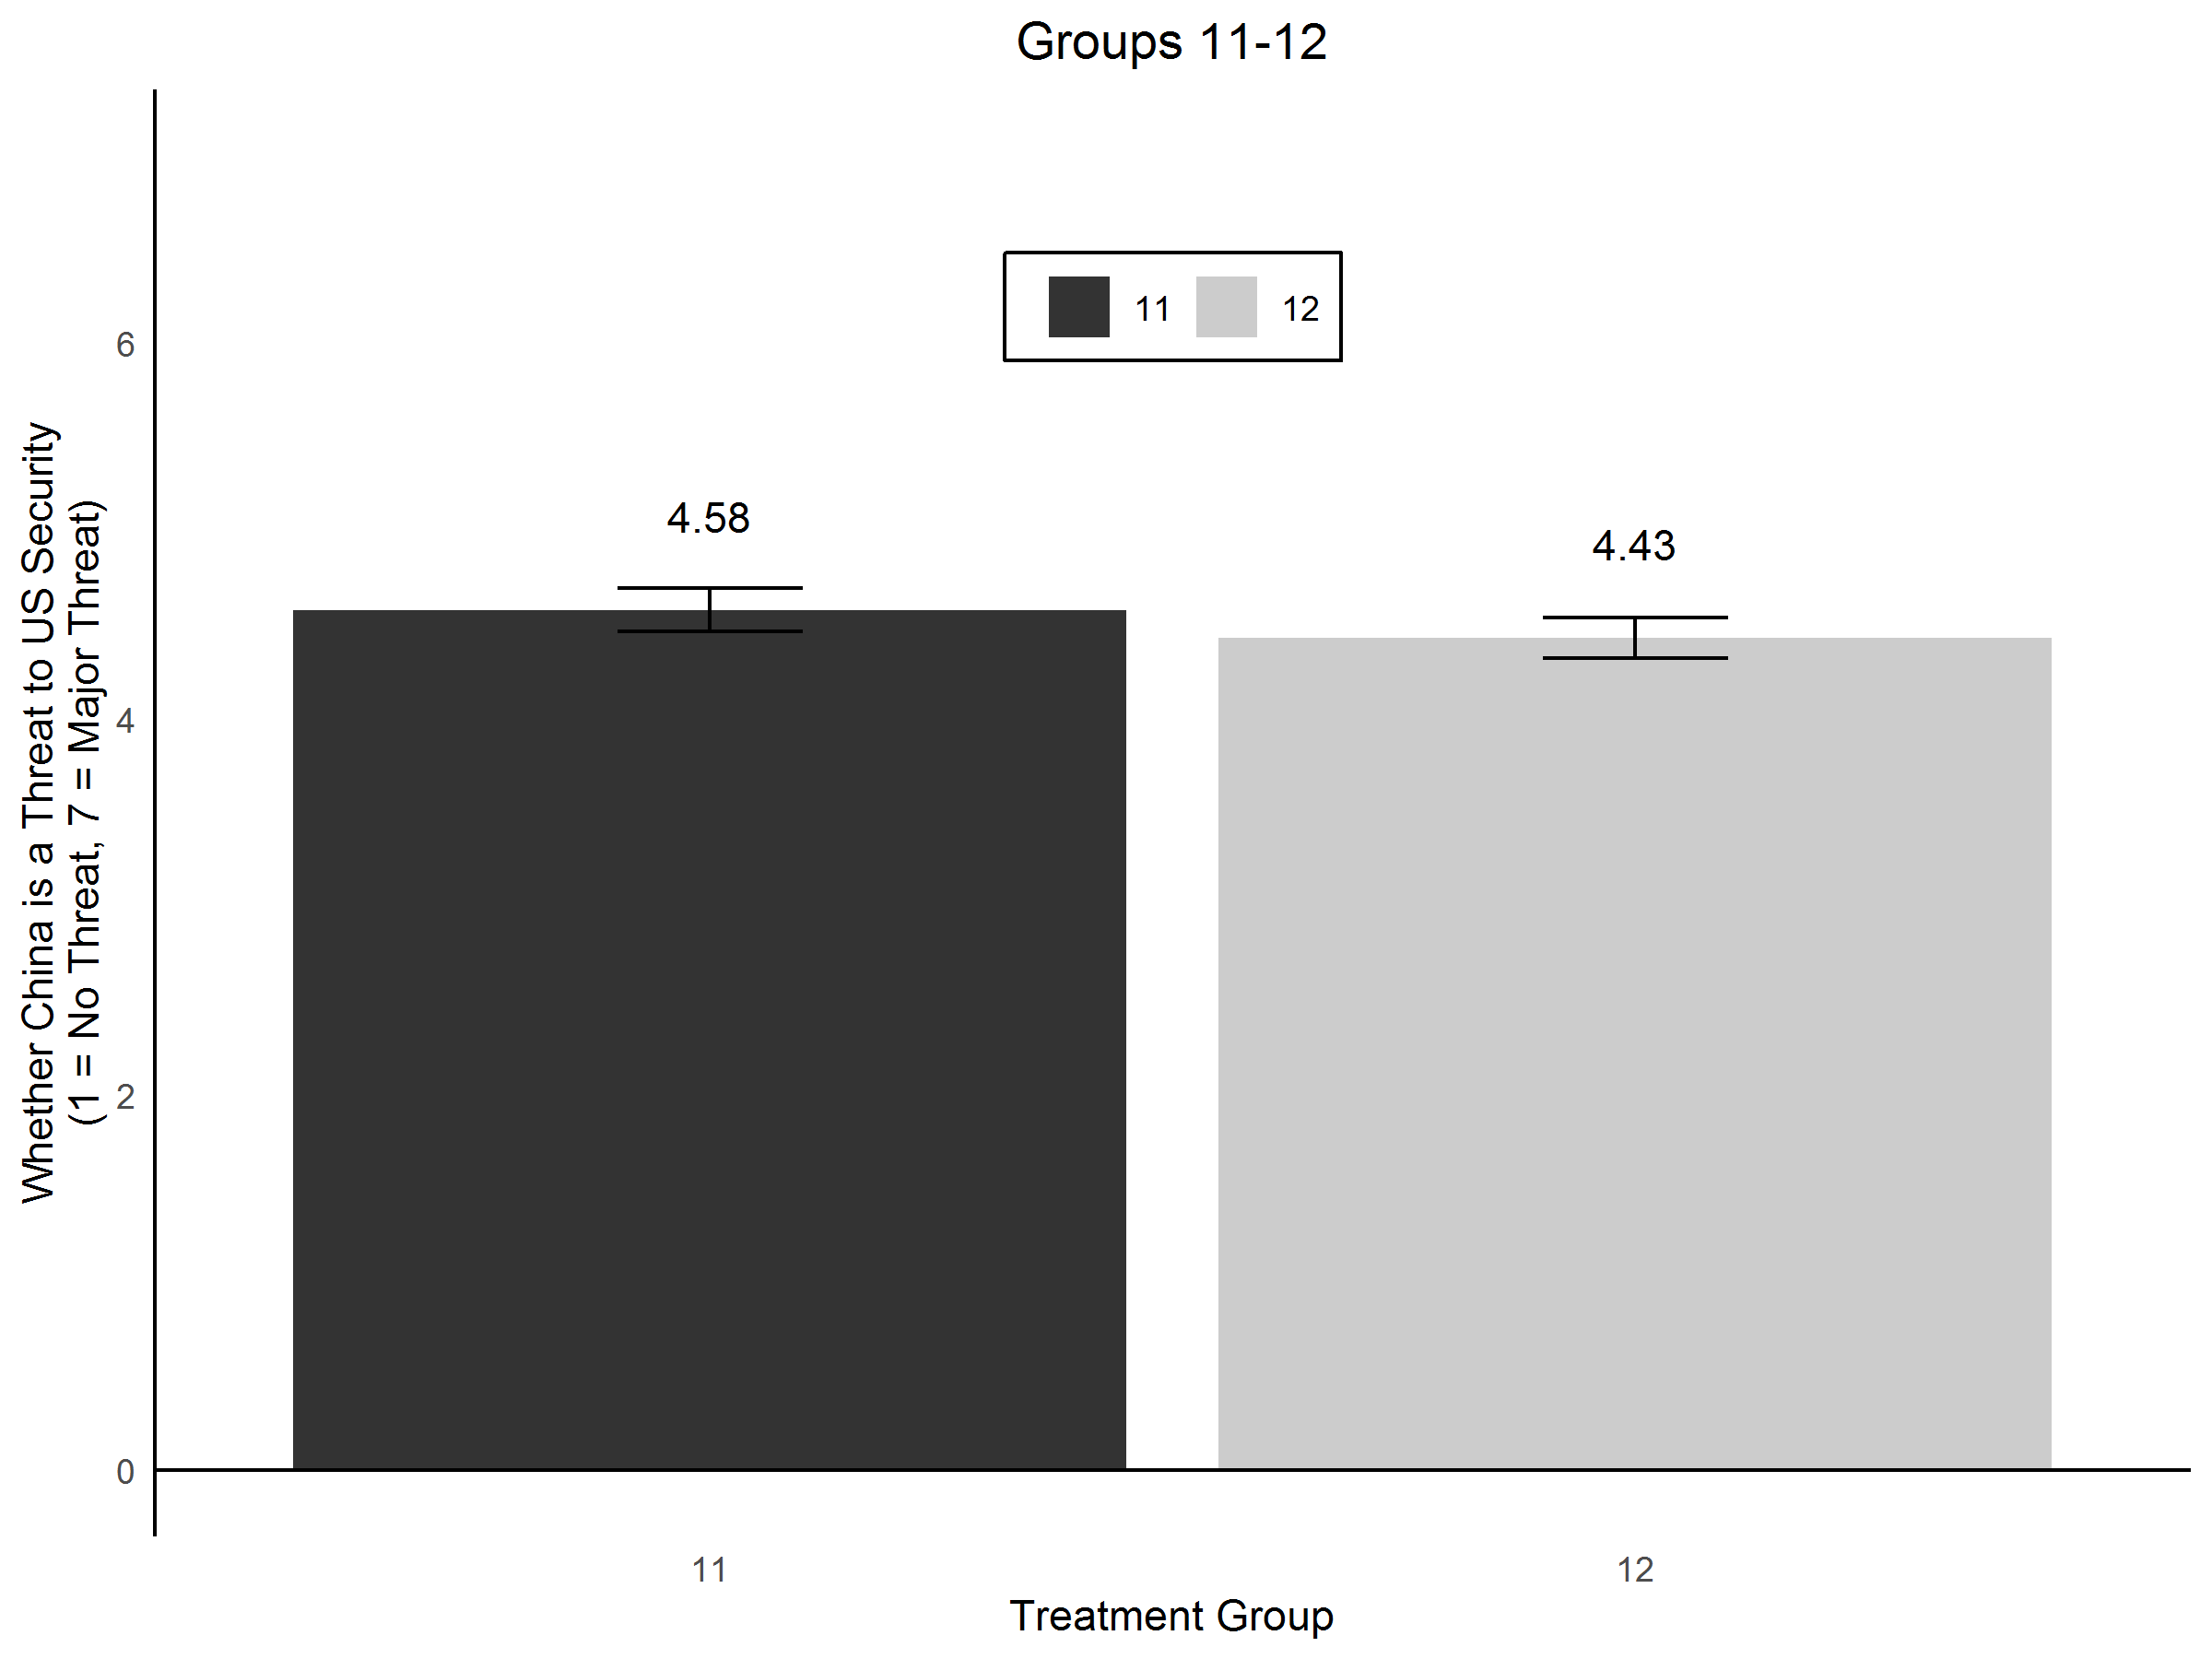 Groups 11-12
11 12
Whether China is a Threat to US Security
(1 = No Threat, 7 = Major Threat)
6
4
2
0
4.58
4.43
11
12
Treatment Group